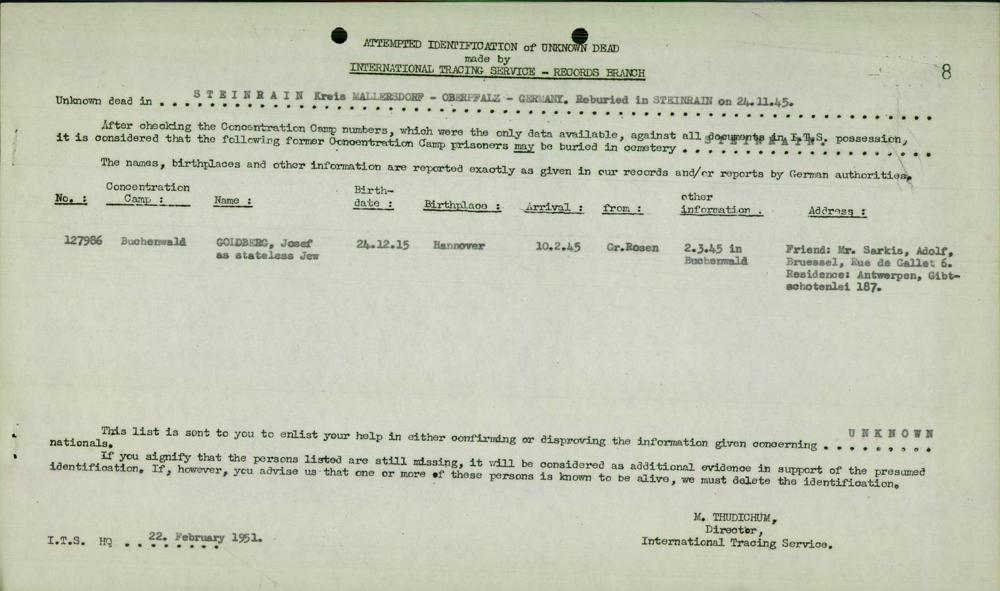 ATTEMPTED IDENTIFICATION of UNKNOWN DEAD
made by
INTERNATIONAL TRACING SERVICE - RECORDS BRANCH
8
Unknown dead in . . . S T E I N R A I N Kreis MALLERSDORF - OBERPFALZ - GERMANY. Reburied in STEINRAIN on 24.11.45.
After checking the Concentration Camp numbers, which were the only data available, against all documents in I.T.S. possession,
it is considered that the following former Concentration Camp prisoners may be buried in cemetery . . S T E I N R A I N . . .
The names, birthplaces and other information are reported exactly as given in our records and/or reports by German authorities.
No. : Concentration Camp : Name : Birth-date : Birthplace : Arrival : from : other information . Address :
127986 Buchenwald GOLDBERG, Josef 24.12.15 Hannover 10.2.45 Gr.Rosen 2.3.45 in Friend: Mr. Sarkis, Adolf,
as stateless Jew Buchenwald Bruessel, Rue de Gallet 6.
Residence: Antwerpen, Gibt-
schotenlei 187.
This list is sent to you to enlist your help in either confirming or disproving the information given concerning . . U N K N O W N
nationals.
If you signify that the persons listed are still missing, it will be considered as additional evidence in support of the presumed
identification. If, however, you advise us that one or more of these persons is known to be alive, we must delete the identification.
M. THUDICHUM,
Director,
International Tracing Service.
I.T.S. HQ . . 22. February 1951.